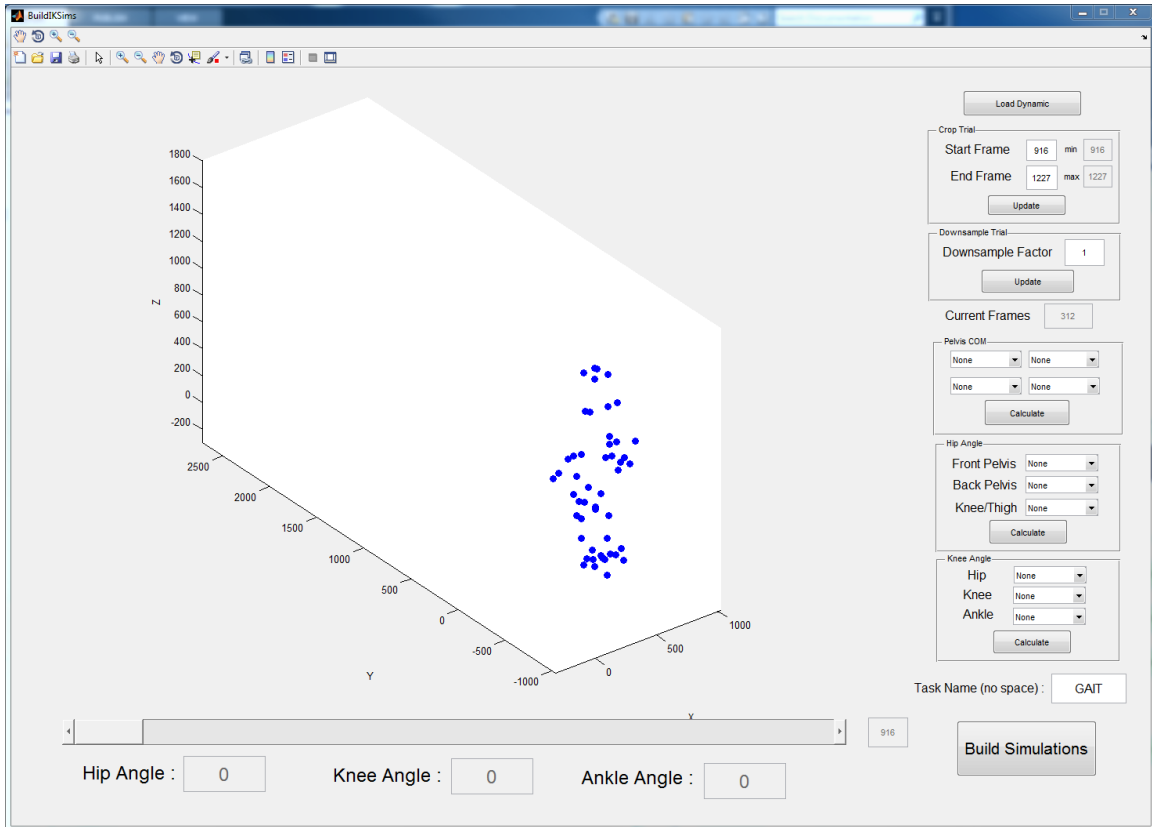 BuildIKSims
Load Dynamic
Crop Trial
Start Frame 916 min 916
End Frame 1227 max 1227
Update
Downsample Trial
Downsample Factor 1
Update
Current Frames 312
Pelvis COM
None None
None None
Calculate
Hip Angle
Front Pelvis None
Back Pelvis None
Knee/Thigh None
Calculate
Knee Angle
Hip None
Knee None
Ankle None
Calculate
Task Name (no space) : GAIT
Build Simulations
1800
1600
1400
1200
1000
800
600
400
200
0
-200
Z
2500
2000
1500
1000
500
0
-500
-1000
Y
0
500
1000
X
916
Hip Angle : 0
Knee Angle : 0
Ankle Angle : 0